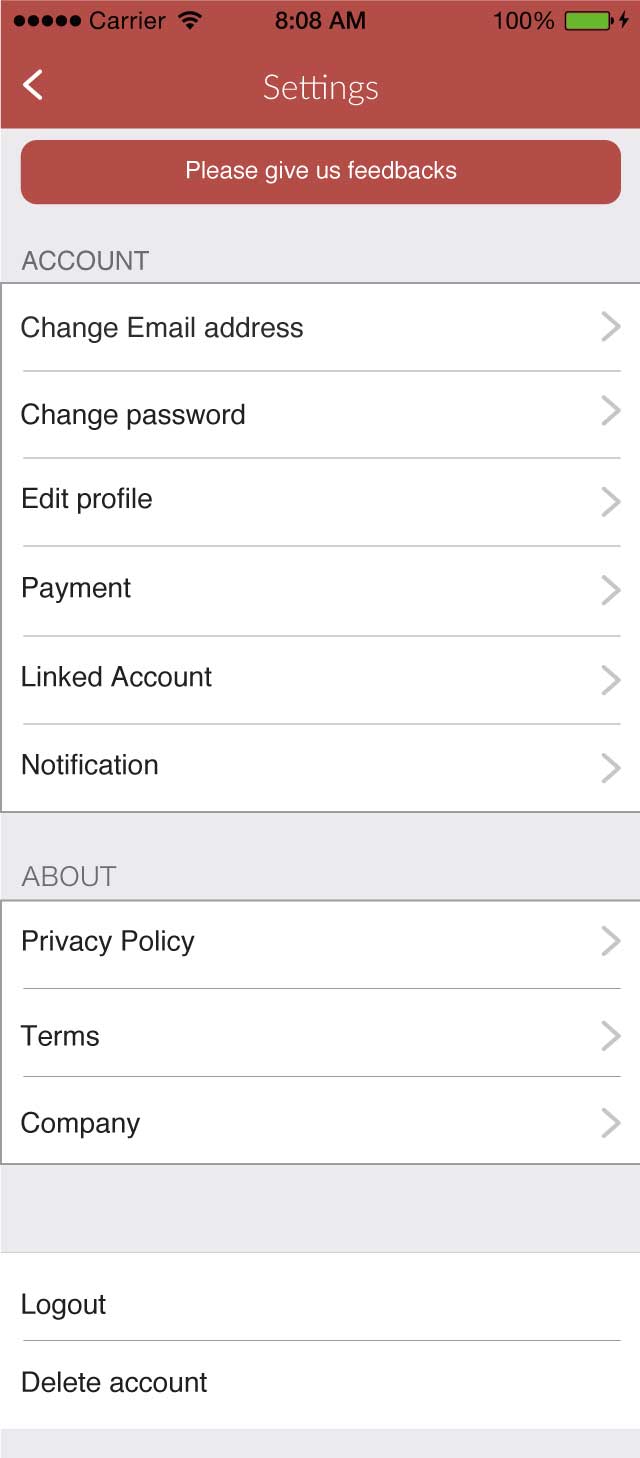 Carrier 8:08 AM 100%
Settings
Please give us feedbacks
ACCOUNT
Change Email address
Change password
Edit profile
Payment
Linked Account
Notification
ABOUT
Privacy Policy
Terms
Company
Logout
Delete account